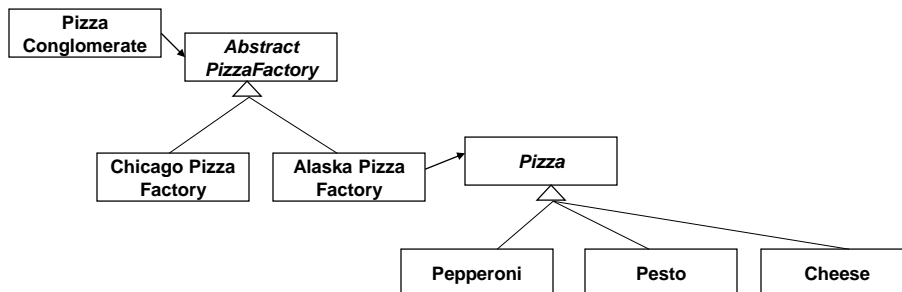 Pizza
Conglomerate
Abstract
PizzaFactory
Chicago Pizza
Factory
Alaska Pizza
Factory
Pizza
Pepperoni
Pesto
Cheese